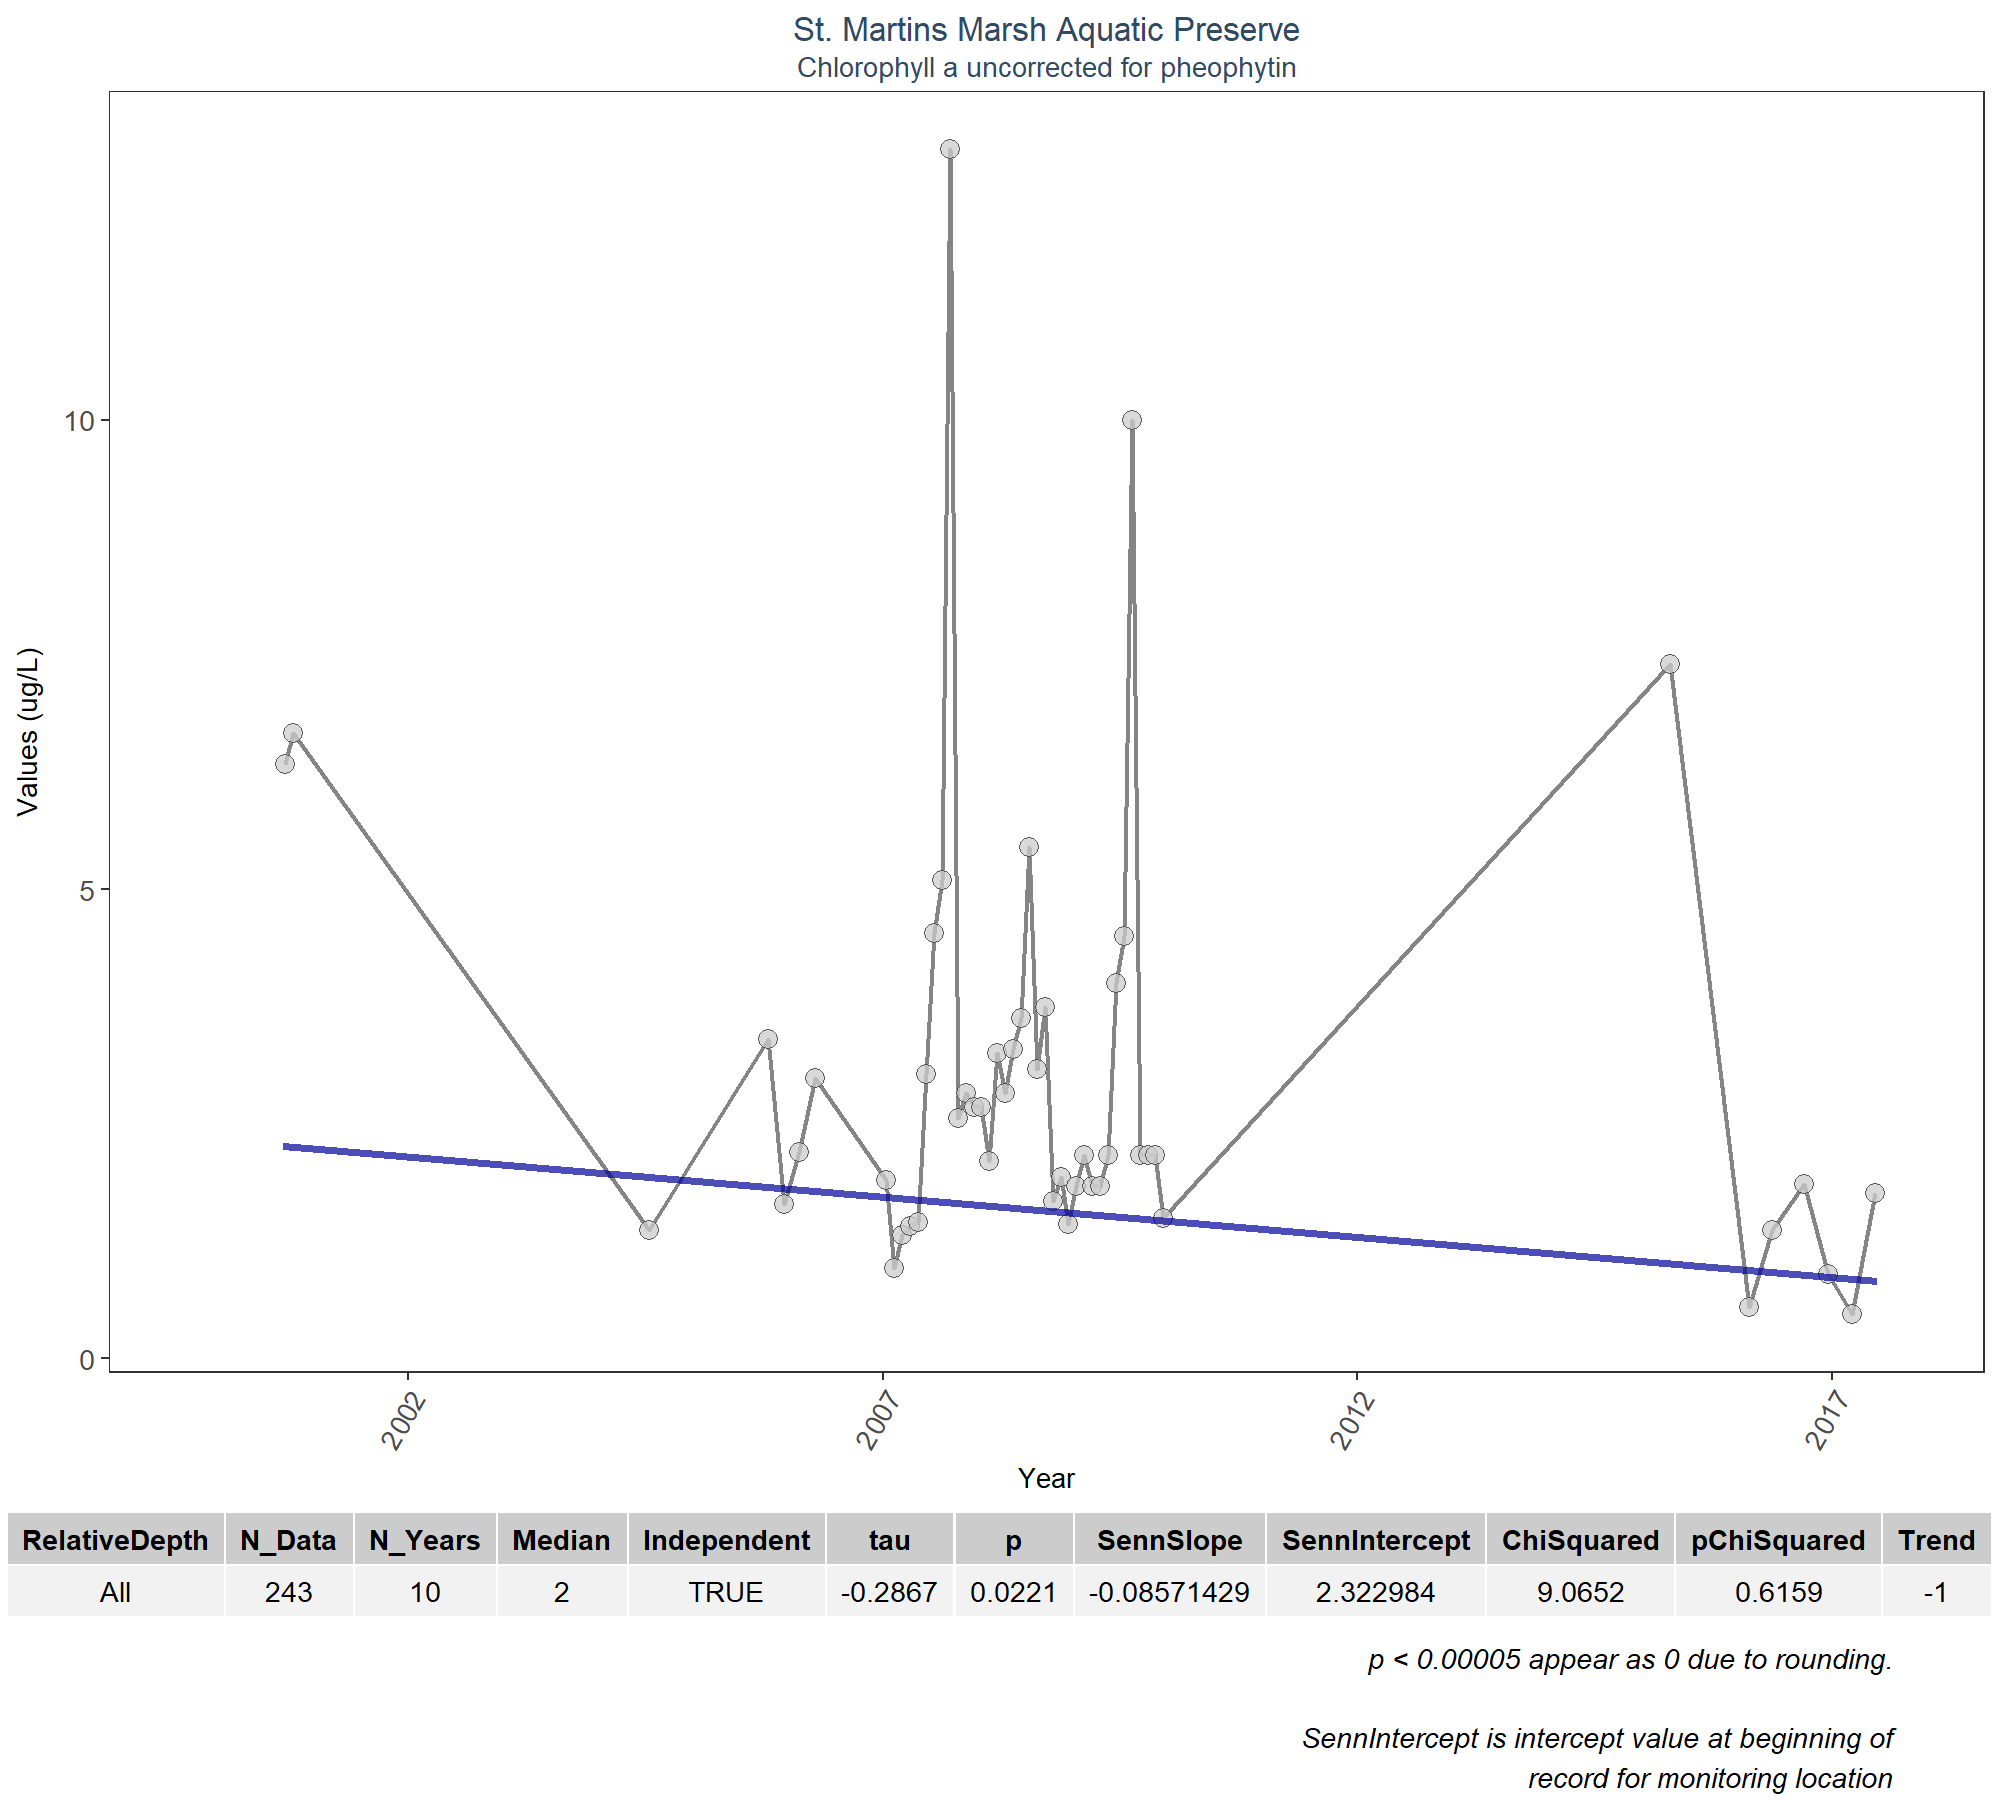 St. Martins Marsh Aquatic Preserve
Chlorophyll a uncorrected for pheophytin
Values (ug/L)
10
5
0
2002
2007
2012
2017
Year
RelativeDepth N_Data N_Years Median Independent tau p SennSlope SennIntercept ChiSquared pChiSquared Trend
All 243 10 2 TRUE -0.2867 0.0221 -0.08571429 2.322984 9.0652 0.6159 -1
p < 0.00005 appear as 0 due to rounding.
SennIntercept is intercept value at beginning of
record for monitoring location